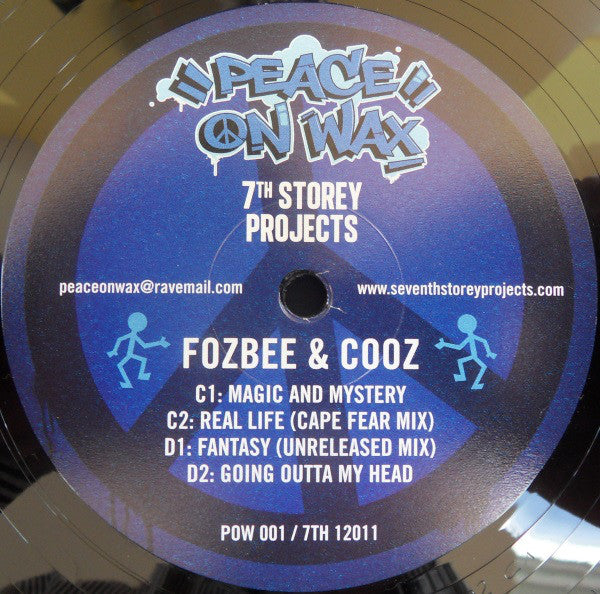 "PEACE"
ON WAX
7TH STOREY
PROJECTS
peaceonwax@ravemail.com
www.seventhstoreyprojects.com
FOZBEE & COOZ
C1: MAGIC AND MYSTERY
C2: REAL LIFE (CAPE FEAR MIX)
D1: FANTASY (UNRELEASED MIX)
D2: GOING OUTTA MY HEAD
POW 001 / 7TH 12011